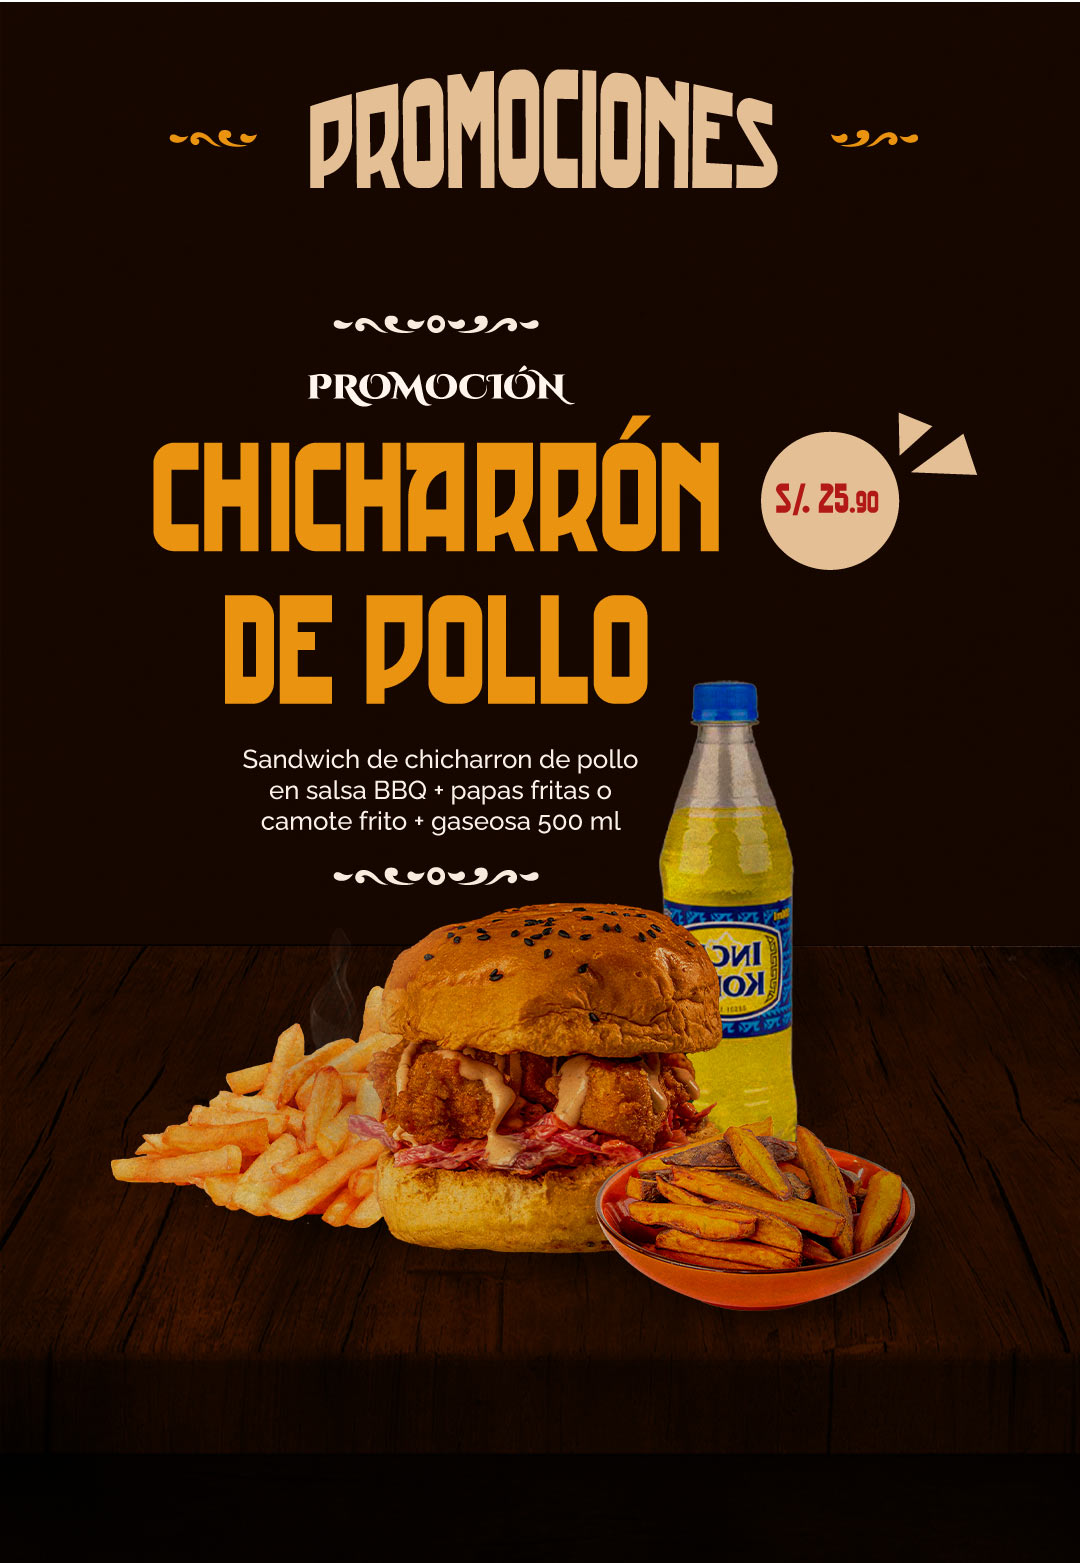 PROMOCIONES
PROMOCIÓN
CHICHARRÓN
S/. 25.90
DE POLLO
Sandwich de chicharron de pollo
en salsa BBQ + papas fritas o
camote frito + gaseosa 500 ml